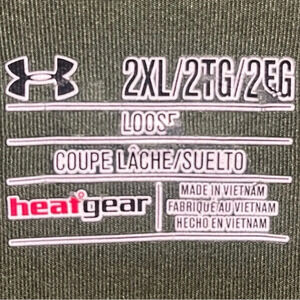 2XL/2TG/2EG
LOOSE
COUPE LÂCHE/SUELTO
heatgear
MADE IN VIETNAM
FABRIQUÉ AU VIETNAM
HECHO EN VIETNAM